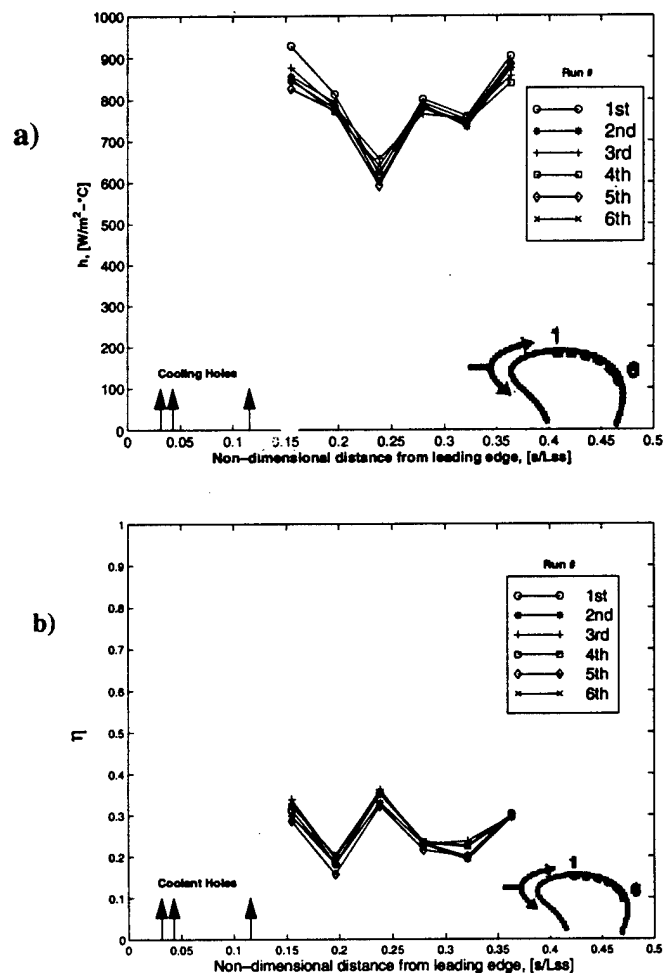 a)
1000
900
800
700
600
500
400
300
200
100
0
h, [W/m²-°C]
Run #
1st
2nd
3rd
4th
5th
6th
1
6
Cooling Holes
0
0.05
0.1
0.15
0.2
0.25
0.3
0.35
0.4
0.45
0.5
Non-dimensional distance from leading edge, [s/Lss]
b)
1
0.9
0.8
0.7
0.6
0.5
0.4
0.3
0.2
0.1
0
η
Run #
1st
2nd
3rd
4th
5th
6th
1
6
Coolant Holes
0
0.05
0.1
0.15
0.2
0.25
0.3
0.35
0.4
0.45
0.5
Non-dimensional distance from leading edge, [s/Lss]